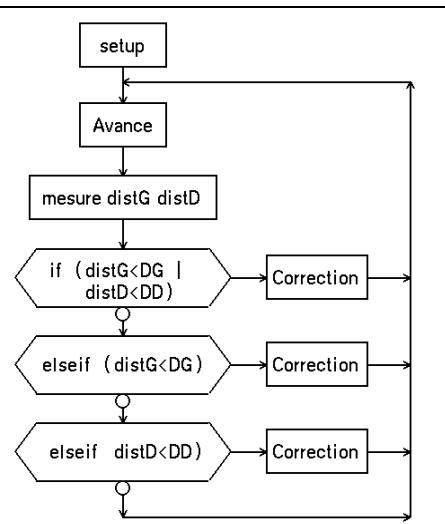 setup
Avance
mesure distG distD
if (distG<DG |
distD<DD)
Correction
elseif (distG<DG)
Correction
elseif distD<DD)
Correction